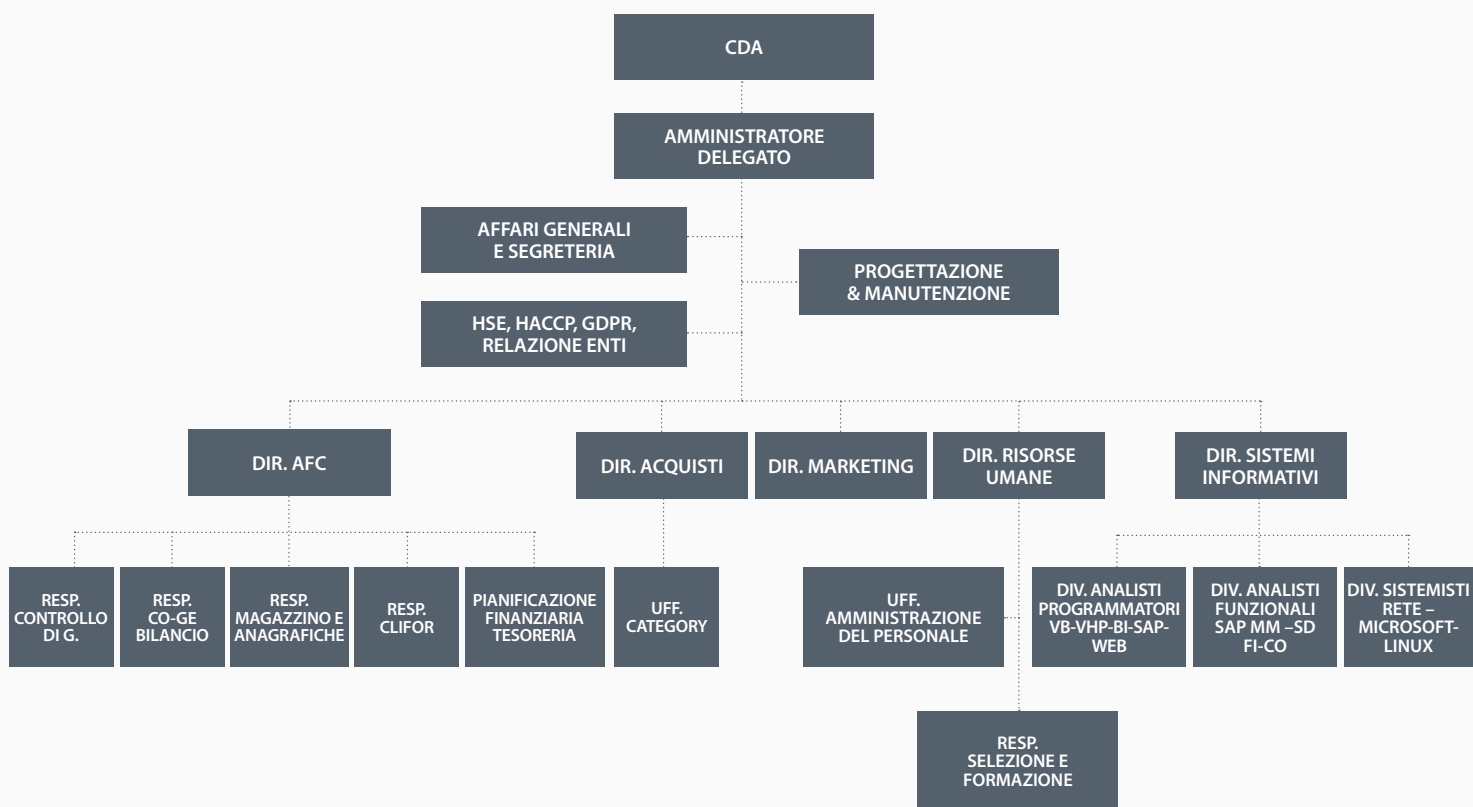 CDA
AMMINISTRATORE
DELEGATO
AFFARI GENERALI
E SEGRETERIA
PROGETTAZIONE
& MANUTENZIONE
HSE, HACCP, GDPR,
RELAZIONE ENTI
DIR. AFC
DIR. ACQUISTI
DIR. MARKETING
DIR. RISORSE
UMANE
DIR. SISTEMI
INFORMATIVI
RESP.
CONTROLLO
DI G.
RESP.
CO-GE
BILANCIO
RESP.
MAGAZZINO E
ANAGRAFICHE
RESP.
CLIFOR
PIANIFICAZIONE
FINANZIARIA
TESORERIA
UFF.
CATEGORY
UFF.
AMMINISTRAZIONE
DEL PERSONALE
DIV. ANALISTI
PROGRAMMATORI
VB-VHP-BI-SAP-
WEB
DIV. ANALISTI
FUNZIONALI
SAP MM –SD
FI-CO
DIV. SISTEMISTI
RETE –
MICROSOFT-
LINUX
RESP.
SELEZIONE E
FORMAZIONE